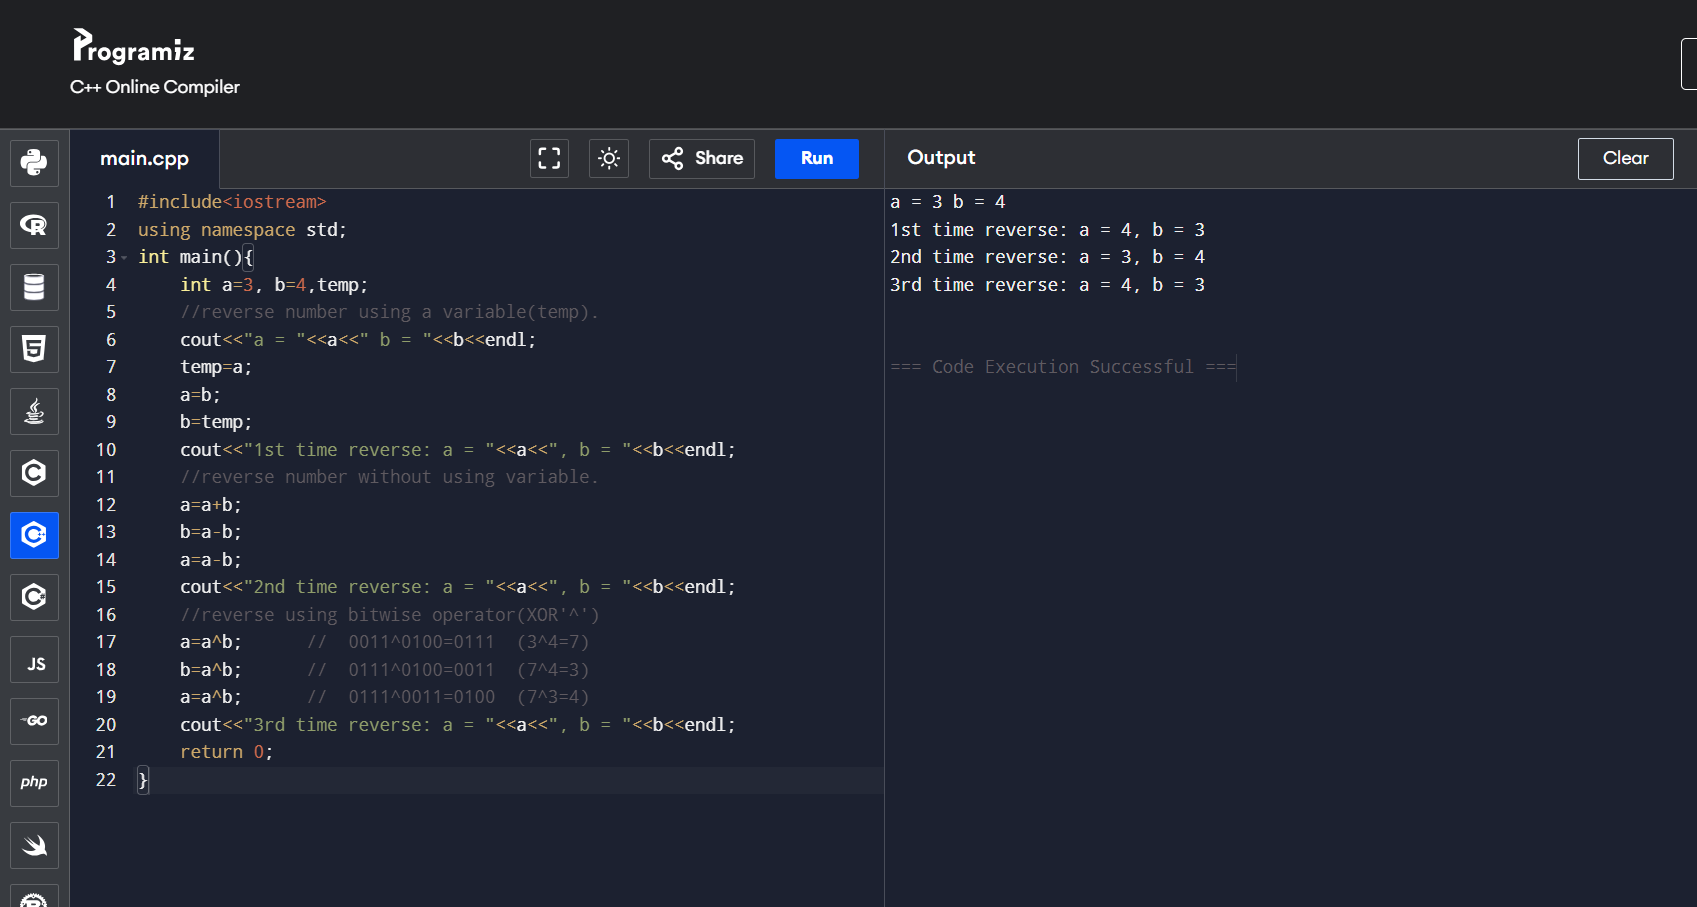 Programiz
C++ Online Compiler
main.cpp
Share
Run
Output
Clear
1 #include<iostream>
2 using namespace std;
3 int main(){
4     int a=3, b=4,temp;
5     //reverse number using a variable(temp).
6     cout<<"a = "<<a<<" b = "<<b<<endl;
7     temp=a;
8     a=b;
9     b=temp;
10     cout<<"1st time reverse: a = "<<a<<", b = "<<b<<endl;
11     //reverse number without using variable.
12     a=a+b;
13     b=a-b;
14     a=a-b;
15     cout<<"2nd time reverse: a = "<<a<<", b = "<<b<<endl;
16     //reverse using bitwise operator(XOR'^')
17     a=a^b;      //  0011^0100=0111  (3^4=7)
18     b=a^b;      //  0111^0100=0011  (7^4=3)
19     a=a^b;      //  0111^0011=0100  (7^3=4)
20     cout<<"3rd time reverse: a = "<<a<<", b = "<<b<<endl;
21     return 0;
22 }
a = 3 b = 4
1st time reverse: a = 4, b = 3
2nd time reverse: a = 3, b = 4
3rd time reverse: a = 4, b = 3
=== Code Execution Successful ===
R
5
C
C+
C#
JS
GO
php